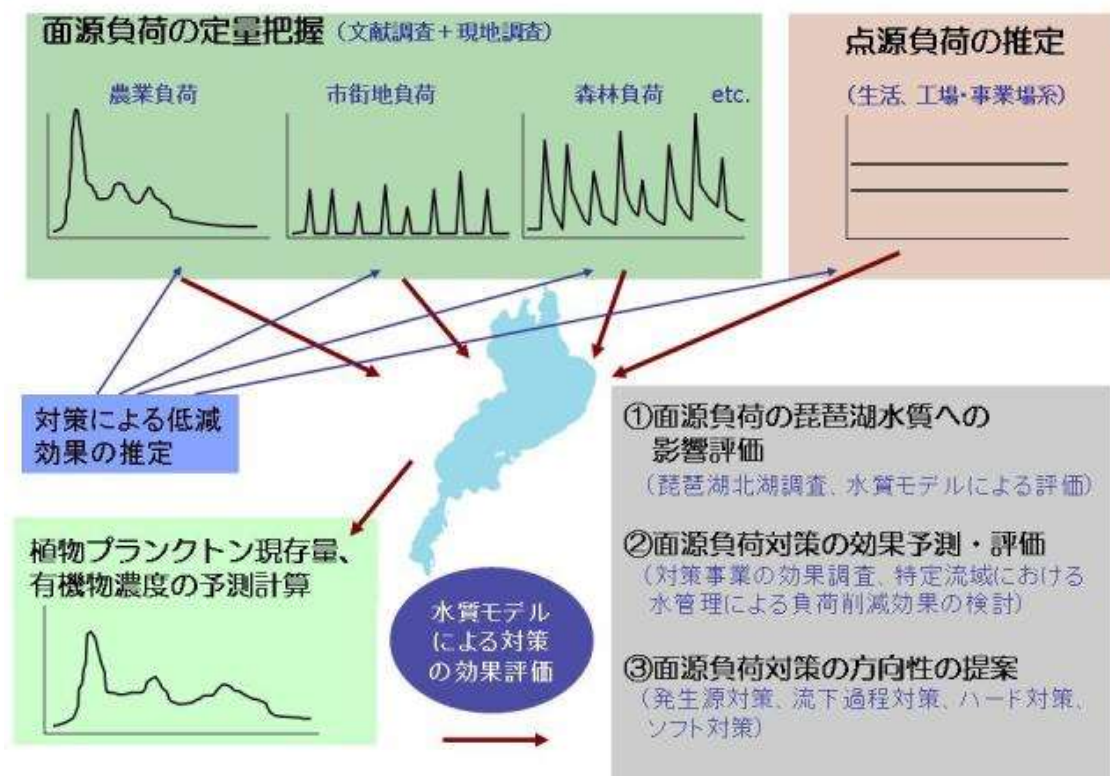 面源負荷の定量把握（文献調査＋現地調査）
農業負荷
市街地負荷
森林負荷
etc.
点源負荷の推定
(生活、工場・事業場系)
対策による低減
効果の推定
植物プランクトン現存量、
有機物濃度の予測計算
水質モデル
による対策
の効果評価
①面源負荷の琵琶湖水質への
影響評価
（琵琶湖北湖調査、水質モデルによる評価）
②面源負荷対策の効果予測・評価
（対策事業の効果調査、特定流域における
水管理による負荷削減効果の検討）
③面源負荷対策の方向性の提案
（発生源対策、流下過程対策、ハード対策、
ソフト対策）